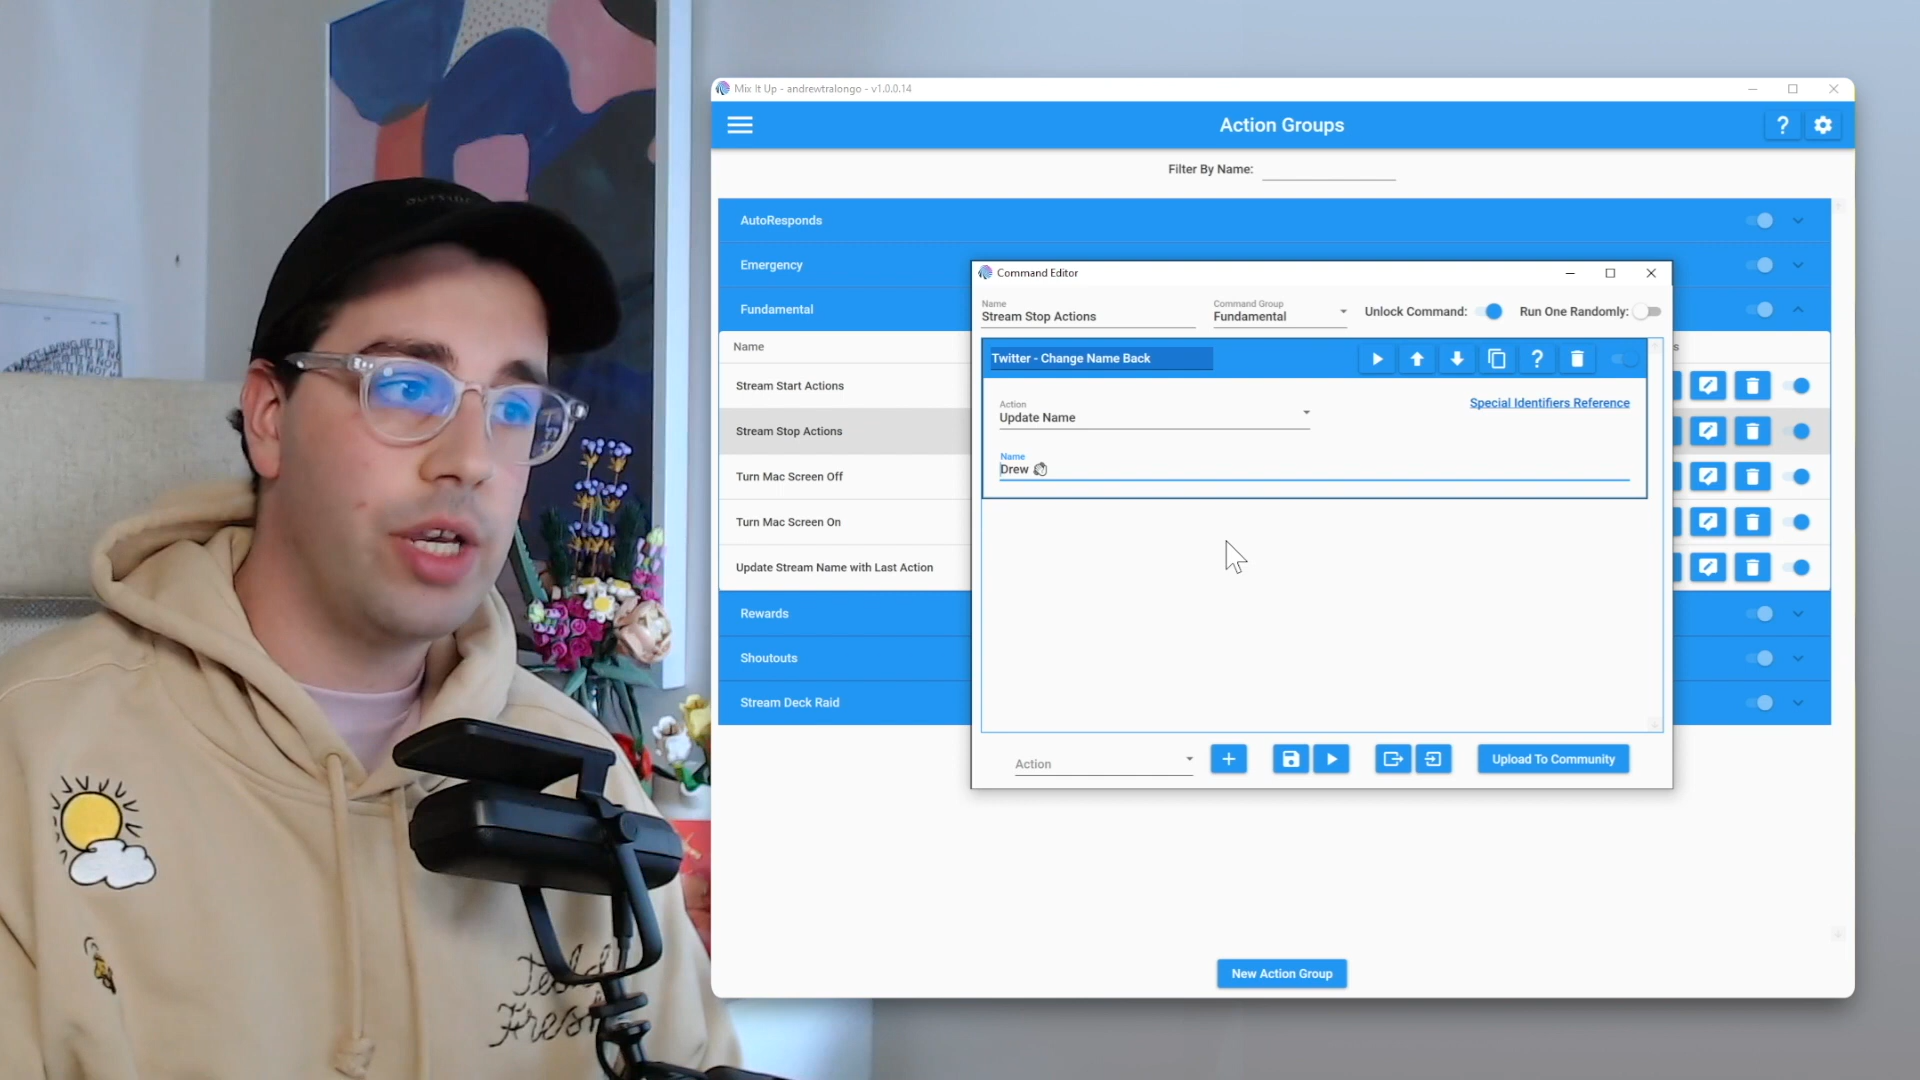 Mix It Up - andrewtralongo - v1.0.0.14
Action Groups
?
Filter By Name:
AutoResponds
Emergency
Fundamental
Name
s
Stream Start Actions
Stream Stop Actions
Turn Mac Screen Off
Turn Mac Screen On
Update Stream Name with Last Action
Rewards
Shoutouts
Stream Deck Raid
New Action Group
Command Editor
Name
Stream Stop Actions
Command Group
Fundamental
Unlock Command:
Run One Randomly:
Twitter - Change Name Back
?
Action
Update Name
Special Identifiers Reference
Name
Drew 👋
Action
+
Upload To Community
OUTSIDE
Tech
Fresh